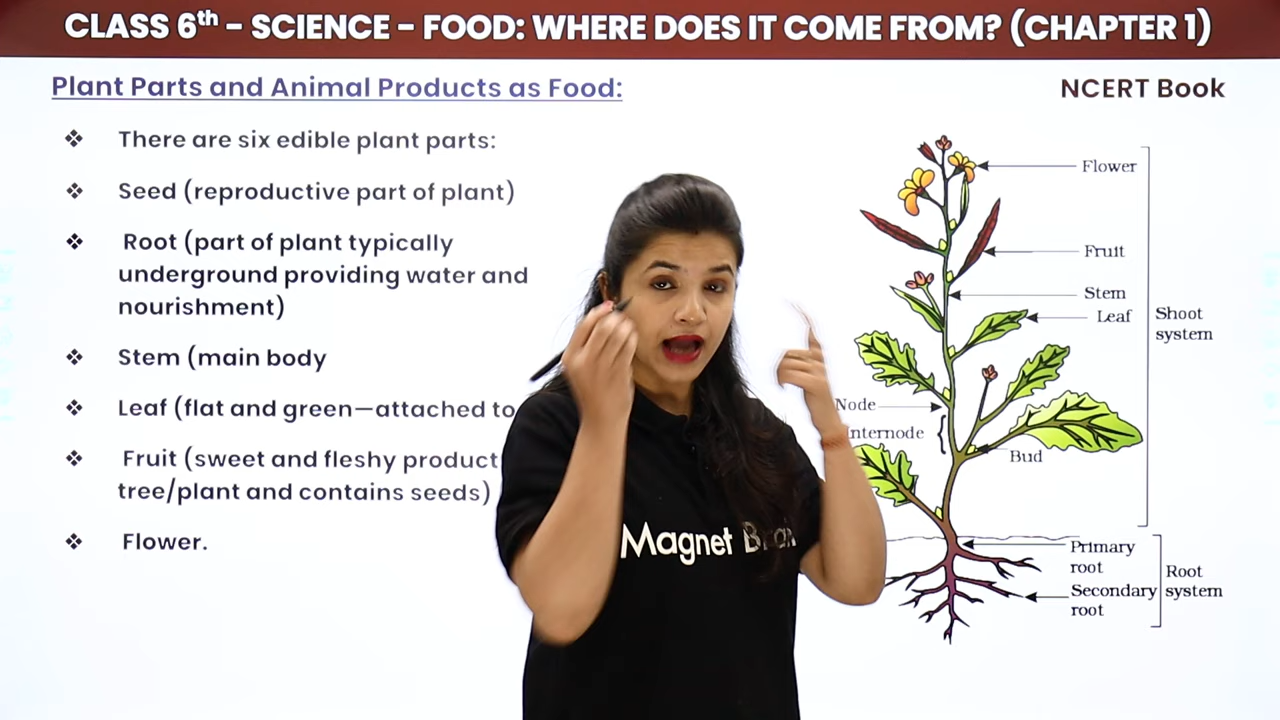 CLASS 6th – SCIENCE – FOOD: WHERE DOES IT COME FROM? (CHAPTER 1)
Plant Parts and Animal Products as Food:
NCERT Book
❖ There are six edible plant parts:
❖ Seed (reproductive part of plant)
❖ Root (part of plant typically
underground providing water and
nourishment)
❖ Stem (main body
❖ Leaf (flat and green—attached to
❖ Fruit (sweet and fleshy product
tree/plant and contains seeds)
❖ Flower.
Flower
Fruit
Stem
Leaf
Shoot
system
Node
Internode
Bud
Primary
root
Secondary
root
Root
system
Magnet